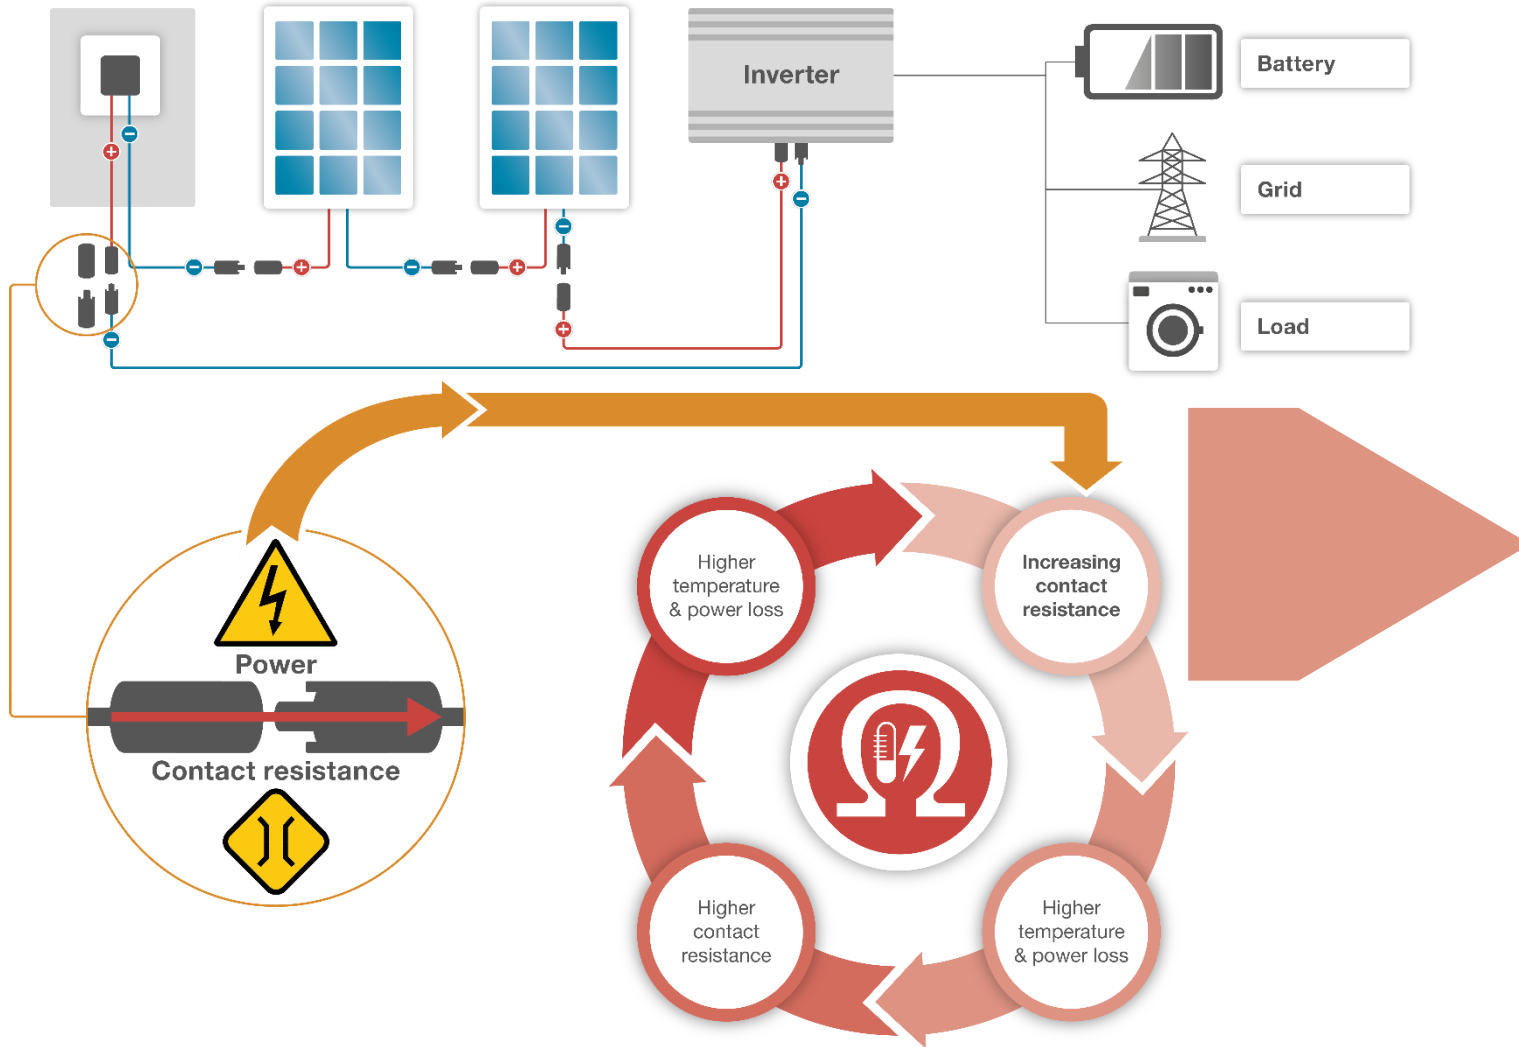 Inverter
Battery
Grid
Load
Power
Contact resistance
Higher
temperature
& power loss
Increasing
contact
resistance
Higher
contact
resistance
Higher
temperature
& power loss